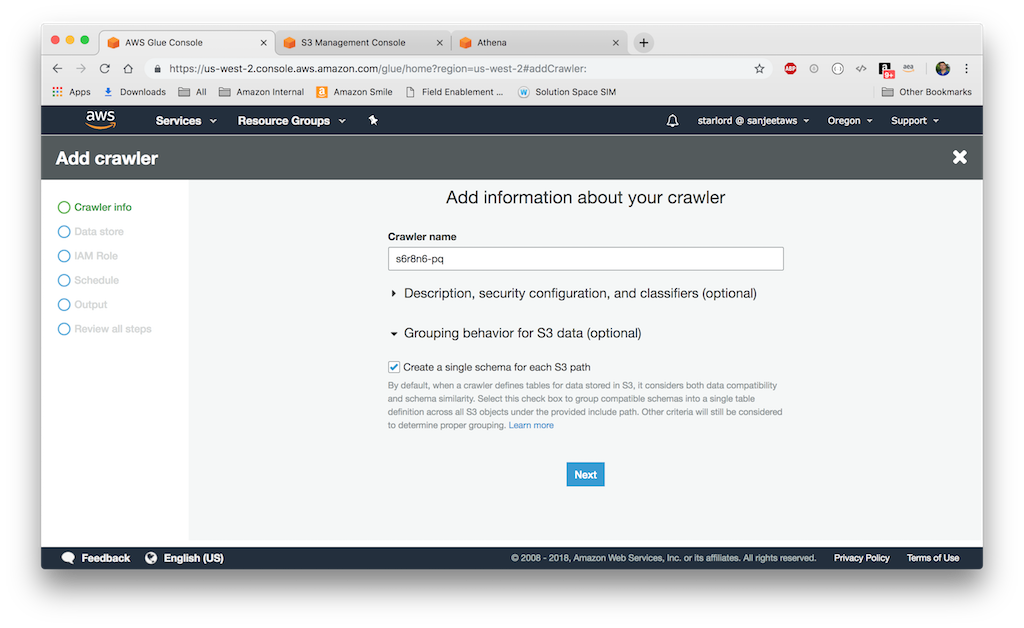 AWS Glue Console
S3 Management Console
Athena
https://us-west-2.console.aws.amazon.com/glue/home?region=us-west-2#addCrawler:
ABP
a
9+
aea
Apps
Downloads
All
Amazon Internal
a
Amazon Smile
Field Enablement ...
W
Solution Space SIM
Other Bookmarks
aws
Services
Resource Groups
starlord @ sanjeetaws
Oregon
Support
Add crawler
Crawler info
Data store
IAM Role
Schedule
Output
Review all steps
Add information about your crawler
Crawler name
s6r8n6-pq
Description, security configuration, and classifiers (optional)
Grouping behavior for S3 data (optional)
Create a single schema for each S3 path
By default, when a crawler defines tables for data stored in S3, it considers both data compatibility
and schema similarity. Select this check box to group compatible schemas into a single table
definition across all S3 objects under the provided include path. Other criteria will still be considered
to determine proper grouping. Learn more
Next
Feedback
English (US)
© 2008 - 2018, Amazon Web Services, Inc. or its affiliates. All rights reserved.
Privacy Policy
Terms of Use